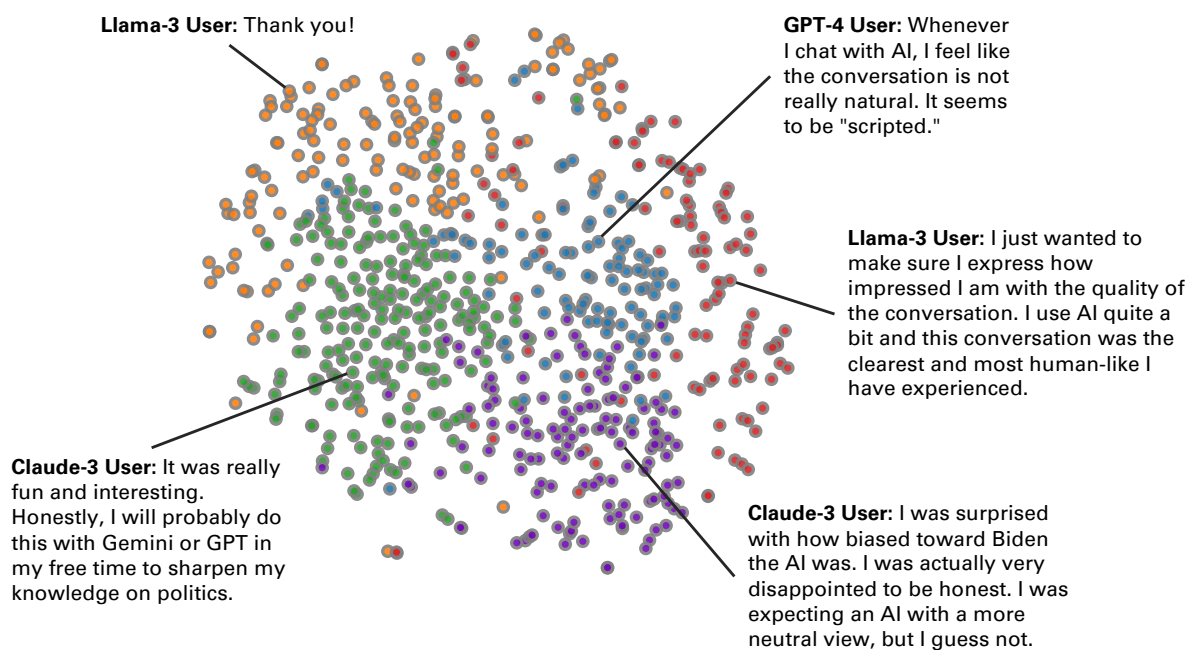 Llama-3 User: Thank you!
GPT-4 User: Whenever
I chat with AI, I feel like
the conversation is not
really natural. It seems
to be "scripted."
Llama-3 User: I just wanted to
make sure I express how
impressed I am with the quality of
the conversation. I use AI quite a
bit and this conversation was the
clearest and most human-like I
have experienced.
Claude-3 User: It was really
fun and interesting.
Honestly, I will probably do
this with Gemini or GPT in
my free time to sharpen my
knowledge on politics.
Claude-3 User: I was surprised
with how biased toward Biden
the AI was. I was actually very
disappointed to be honest. I was
expecting an AI with a more
neutral view, but I guess not.